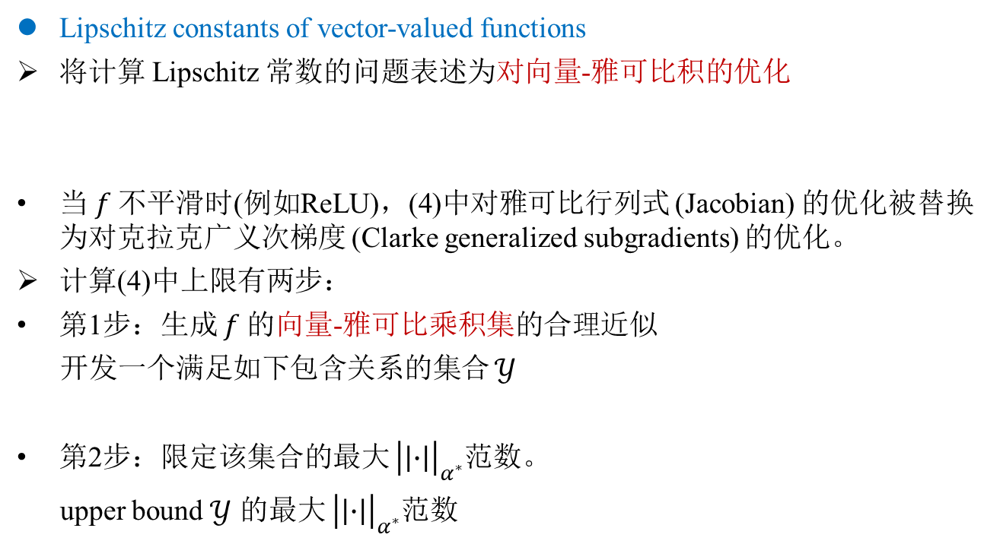 ● Lipschitz constants of vector-valued functions
➢ 将计算 Lipschitz 常数的问题表述为对向量-雅可比积的优化
• 当 f 不平滑时(例如ReLU)，(4)中对雅可比行列式 (Jacobian) 的优化被替换
为对克拉克广义次梯度 (Clarke generalized subgradients) 的优化。
➢ 计算(4)中上限有两步：
• 第1步：生成 f 的向量-雅可比乘积集的合理近似
开发一个满足如下包含关系的集合 𝒴
• 第2步：限定该集合的最大 ||·||_{α*} 范数。
upper bound 𝒴 的最大 ||·||_{α*} 范数